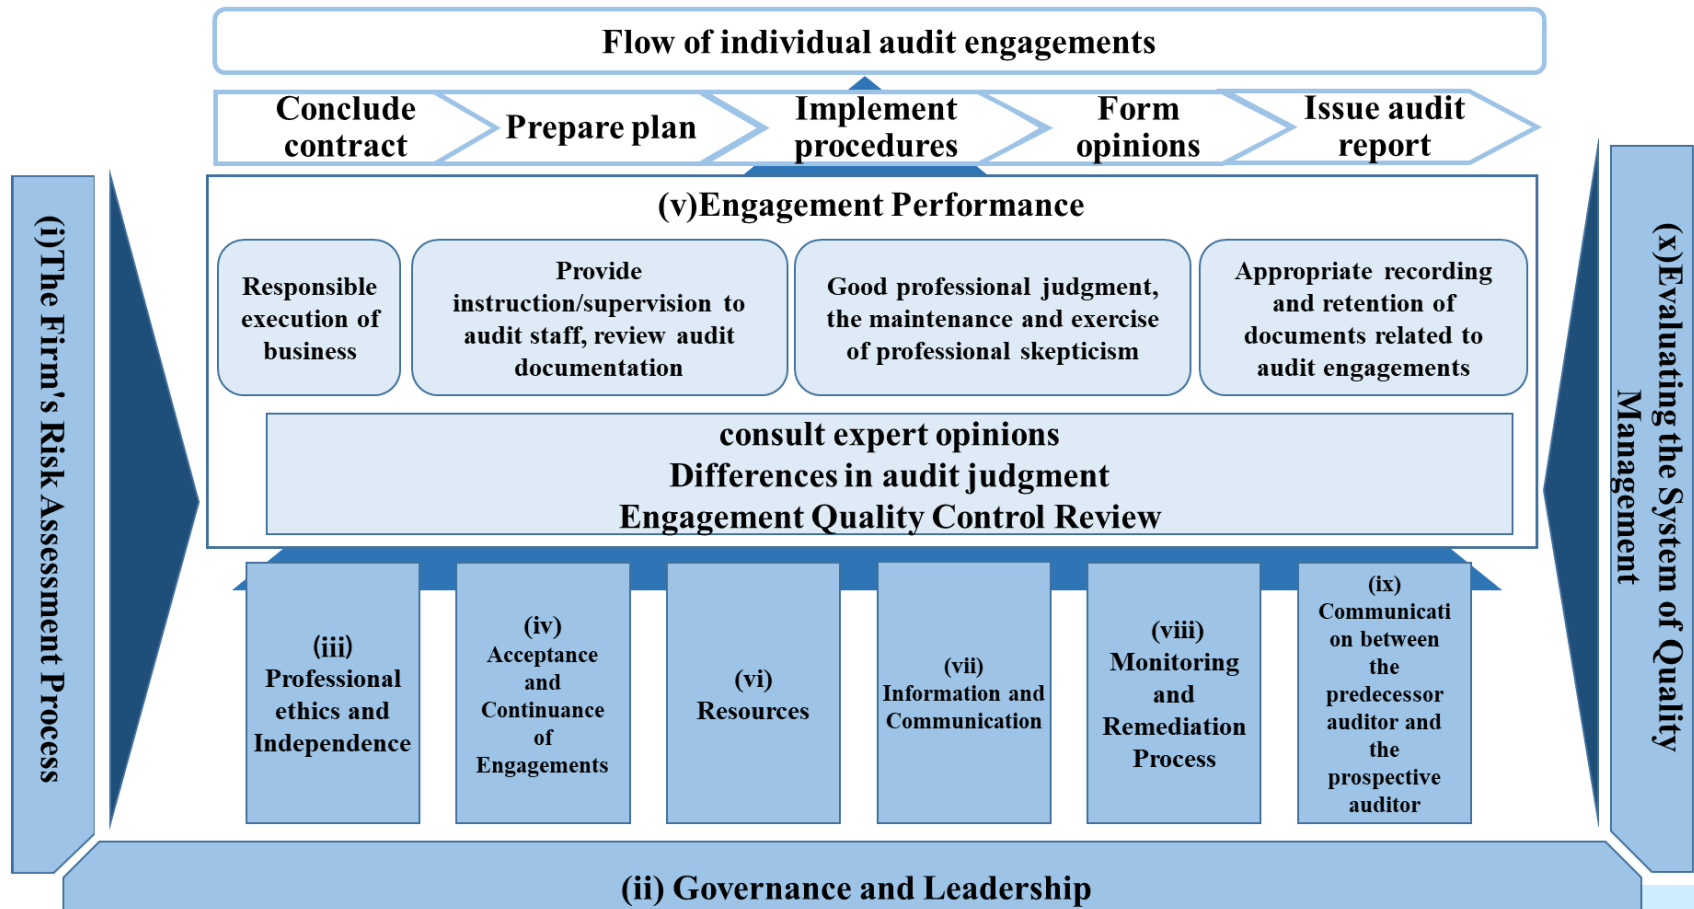 Flow of individual audit engagements
Conclude
contract
Prepare plan
Implement
procedures
Form
opinions
Issue audit
report
(i)The Firm's Risk Assessment Process
(v)Engagement Performance
Responsible
execution of
business
Provide
instruction/supervision to
audit staff, review audit
documentation
Good professional judgment,
the maintenance and exercise
of professional skepticism
Appropriate recording
and retention of
documents related to
audit engagements
consult expert opinions
Differences in audit judgment
Engagement Quality Control Review
(iii)
Professional
ethics and
Independence
(iv)
Acceptance
and
Continuance
of
Engagements
(vi)
Resources
(vii)
Information and
Communication
(viii)
Monitoring
and
Remediation
Process
(ix)
Communicati
on between
the
predecessor
auditor and
the
prospective
auditor
(x)Evaluating the System of Quality
Management
(ii) Governance and Leadership